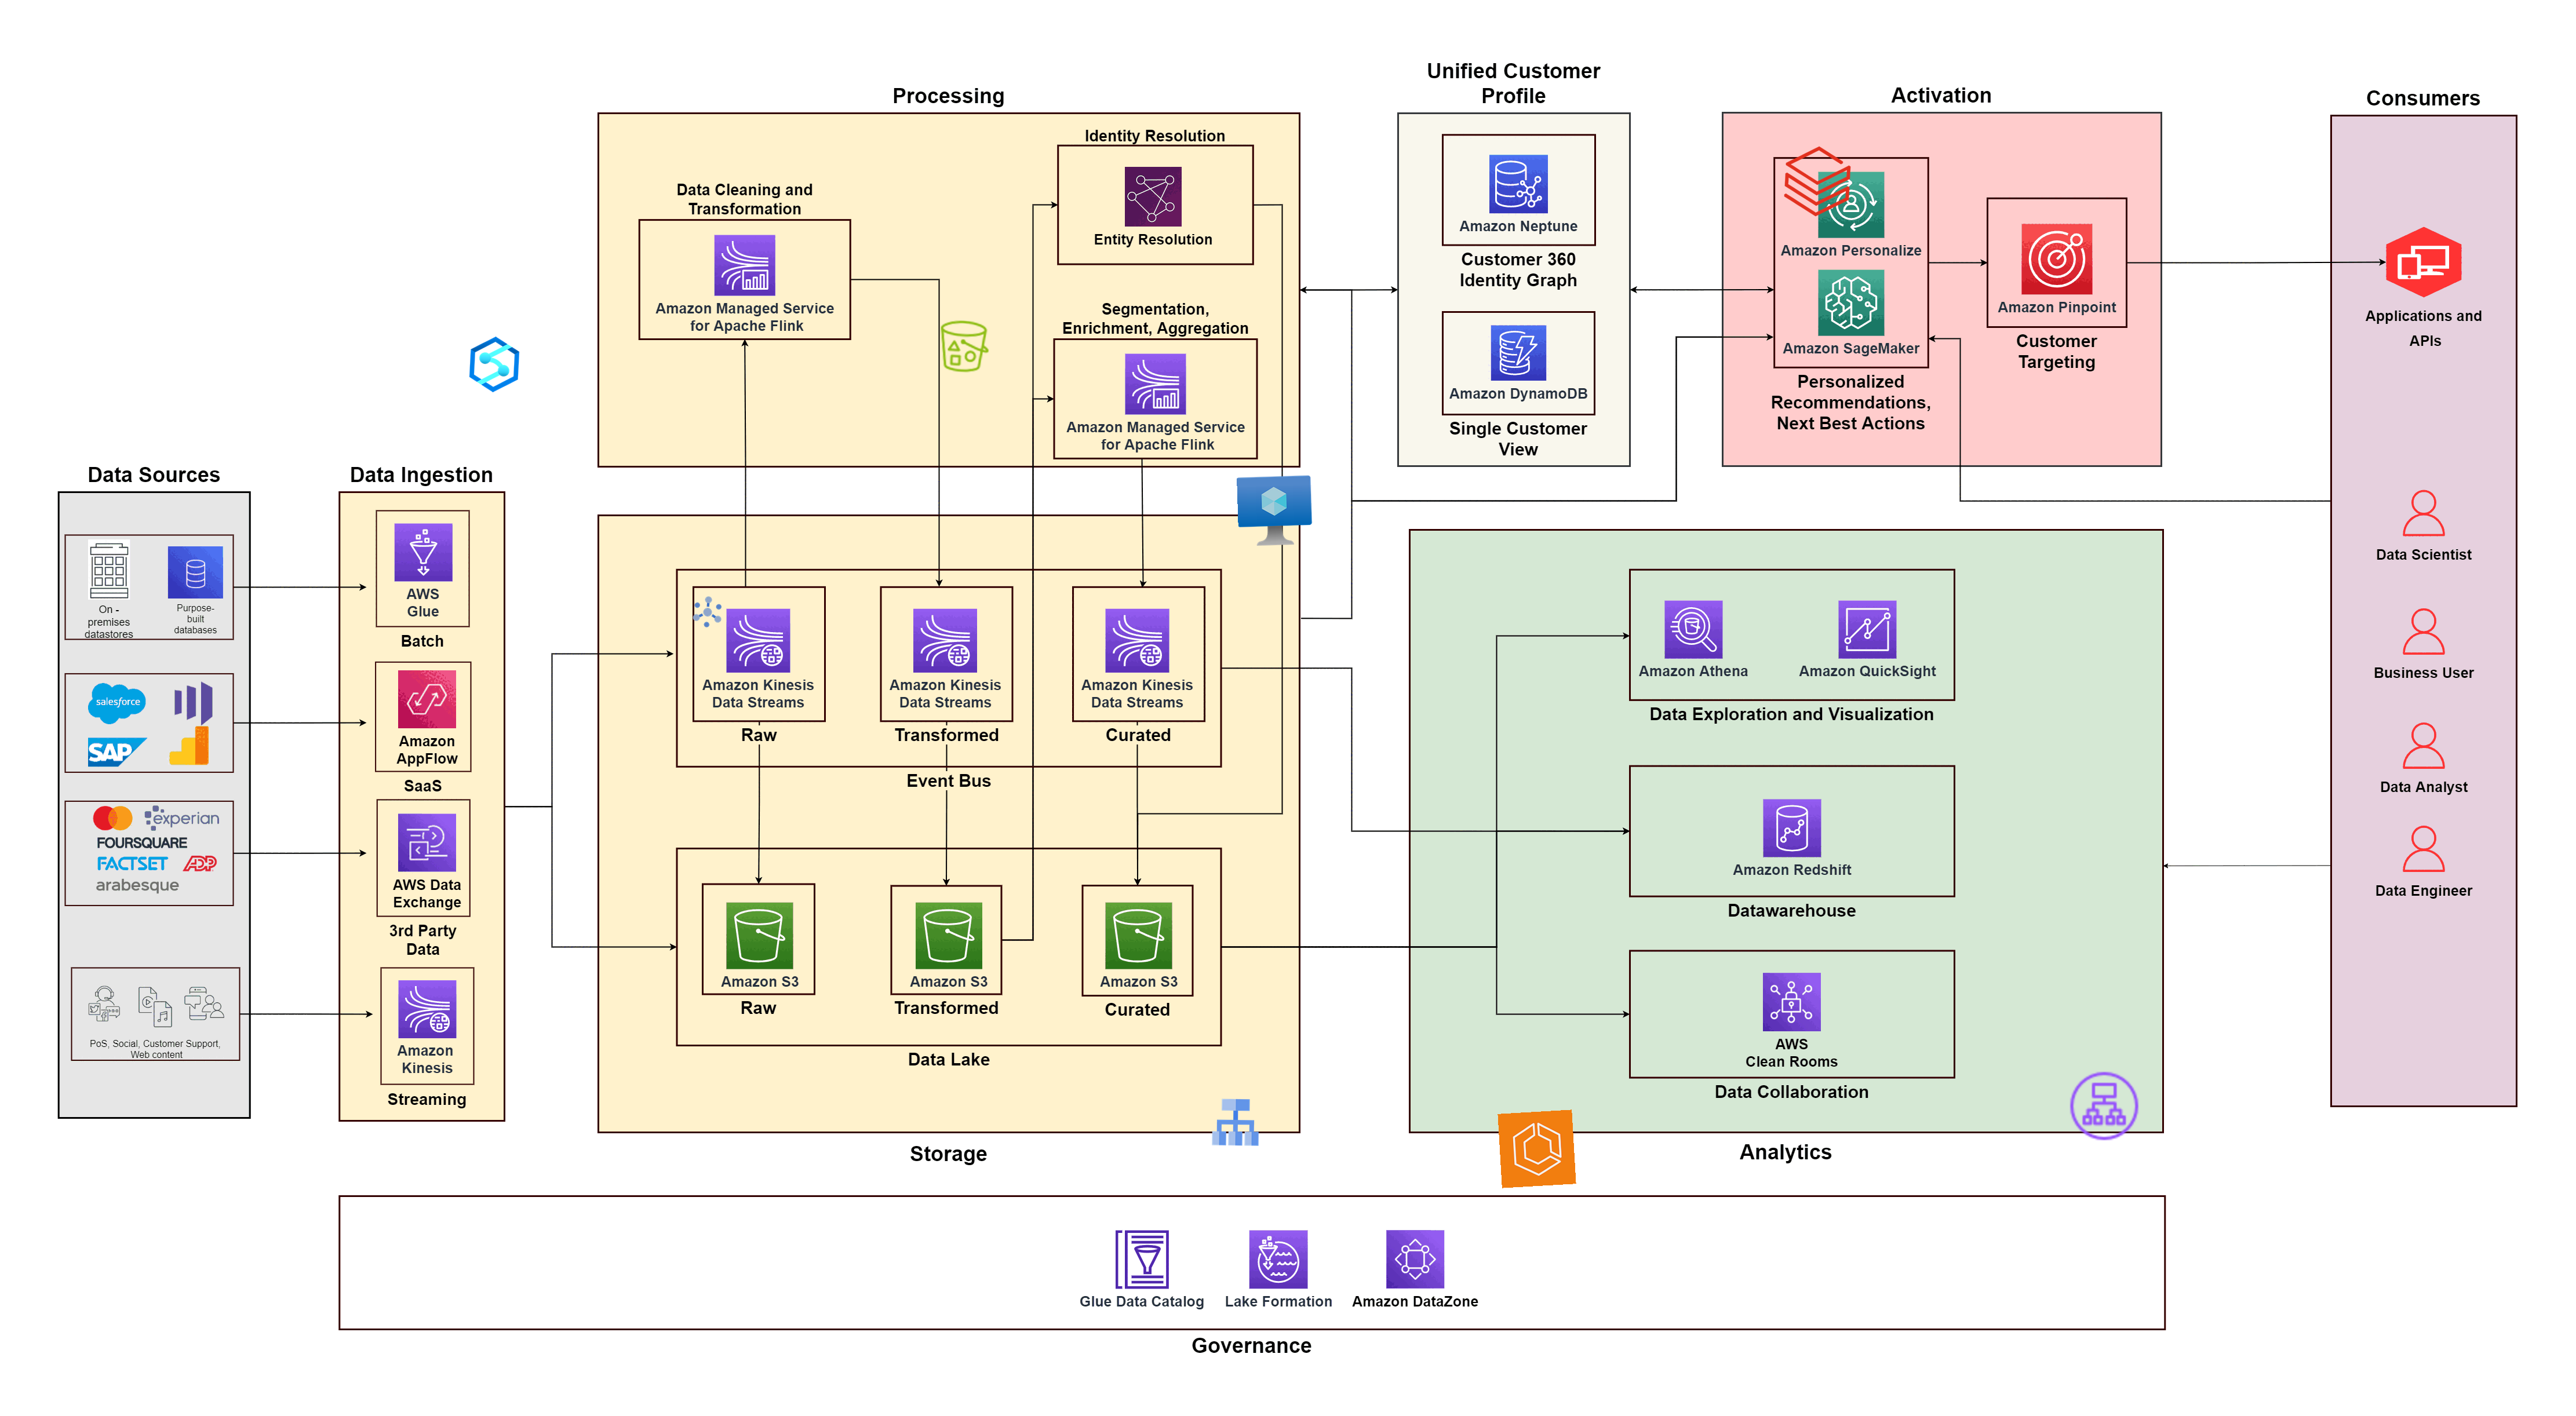 Data Sources
On -
premises
datastores
Purpose-
built
databases
salesforce
SAP
experian
FOURSQUARE
FACTSET
ADP
arabesque
PoS, Social, Customer Support,
Web content
Data Ingestion
AWS
Glue
Batch
Amazon
AppFlow
SaaS
AWS Data
Exchange
3rd Party
Data
Amazon
Kinesis
Streaming
Processing
Data Cleaning and
Transformation
Amazon Managed Service
for Apache Flink
Identity Resolution
Entity Resolution
Segmentation,
Enrichment, Aggregation
Amazon Managed Service
for Apache Flink
Amazon Kinesis
Data Streams
Raw
Amazon Kinesis
Data Streams
Transformed
Amazon Kinesis
Data Streams
Curated
Event Bus
Amazon S3
Raw
Amazon S3
Transformed
Amazon S3
Curated
Data Lake
Storage
Unified Customer
Profile
Amazon Neptune
Customer 360
Identity Graph
Amazon DynamoDB
Single Customer
View
Activation
Amazon Personalize
Amazon SageMaker
Personalized
Recommendations,
Next Best Actions
Amazon Pinpoint
Customer
Targeting
Amazon Athena
Amazon QuickSight
Data Exploration and Visualization
Amazon Redshift
Datawarehouse
AWS
Clean Rooms
Data Collaboration
Analytics
Consumers
Applications and
APIs
Data Scientist
Business User
Data Analyst
Data Engineer
Glue Data Catalog
Lake Formation
Amazon DataZone
Governance